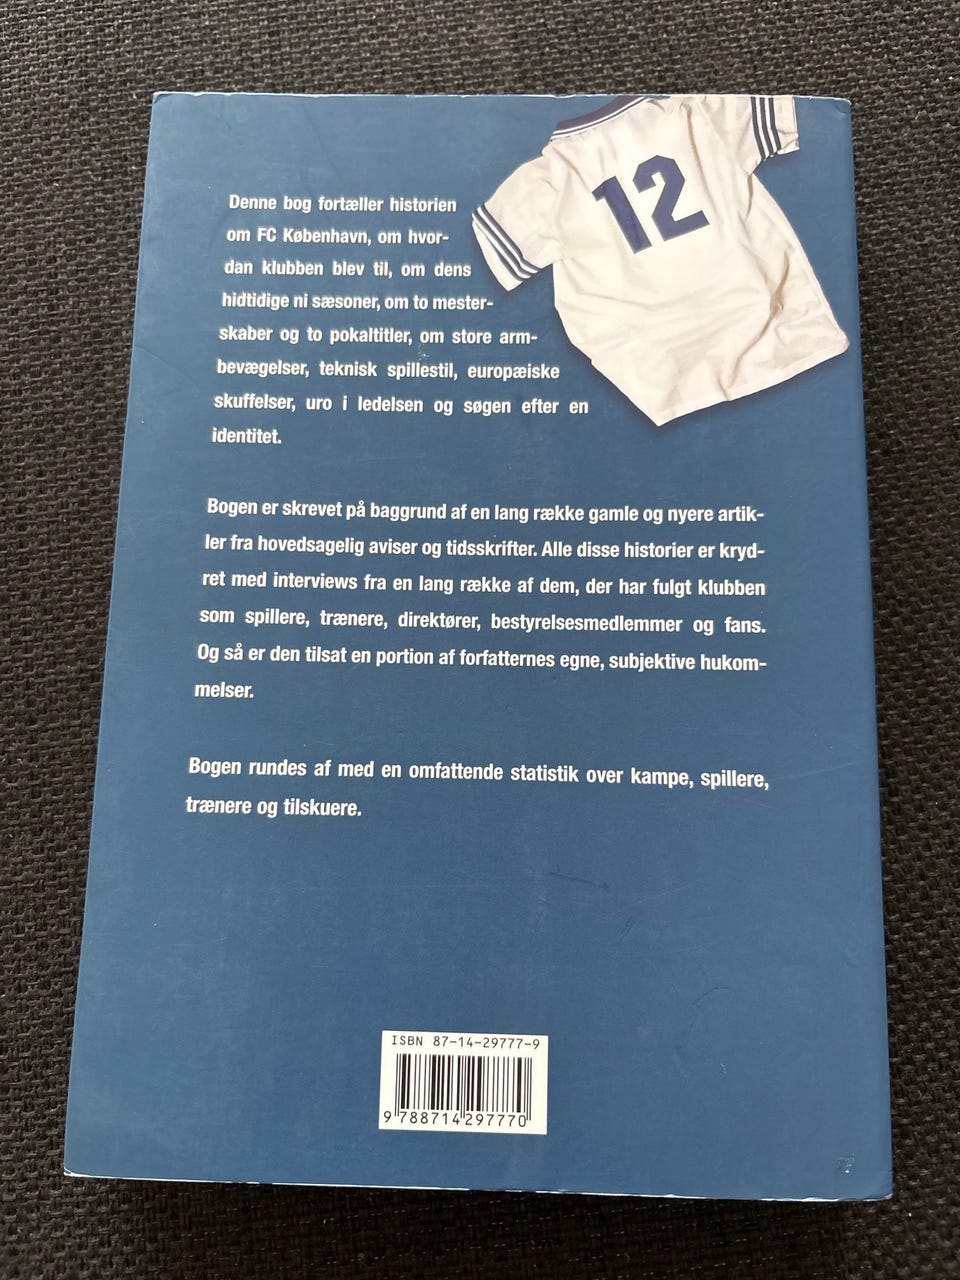 12
Denne bog fortæller historien
om FC København, om hvor-
dan klubben blev til, om dens
hidtidige ni sæsoner, om to mester-
skaber og to pokaltitler, om store arm-
bevægelser, teknisk spillestil, europæiske
skuffelser, uro i ledelsen og søgen efter en
identitet.
Bogen er skrevet på baggrund af en lang række gamle og nyere artik-
ler fra hovedsagelig aviser og tidsskrifter. Alle disse historier er kryd-
ret med interviews fra en lang række af dem, der har fulgt klubben
som spillere, trænere, direktører, bestyrelsesmedlemmer og fans.
Og så er den tilsat en portion af forfatternes egne, subjektive hukom-
melser.
Bogen rundes af med en omfattende statistik over kampe, spillere,
trænere og tilskuere.
ISBN 87-14-29777-9
9 788714 297770